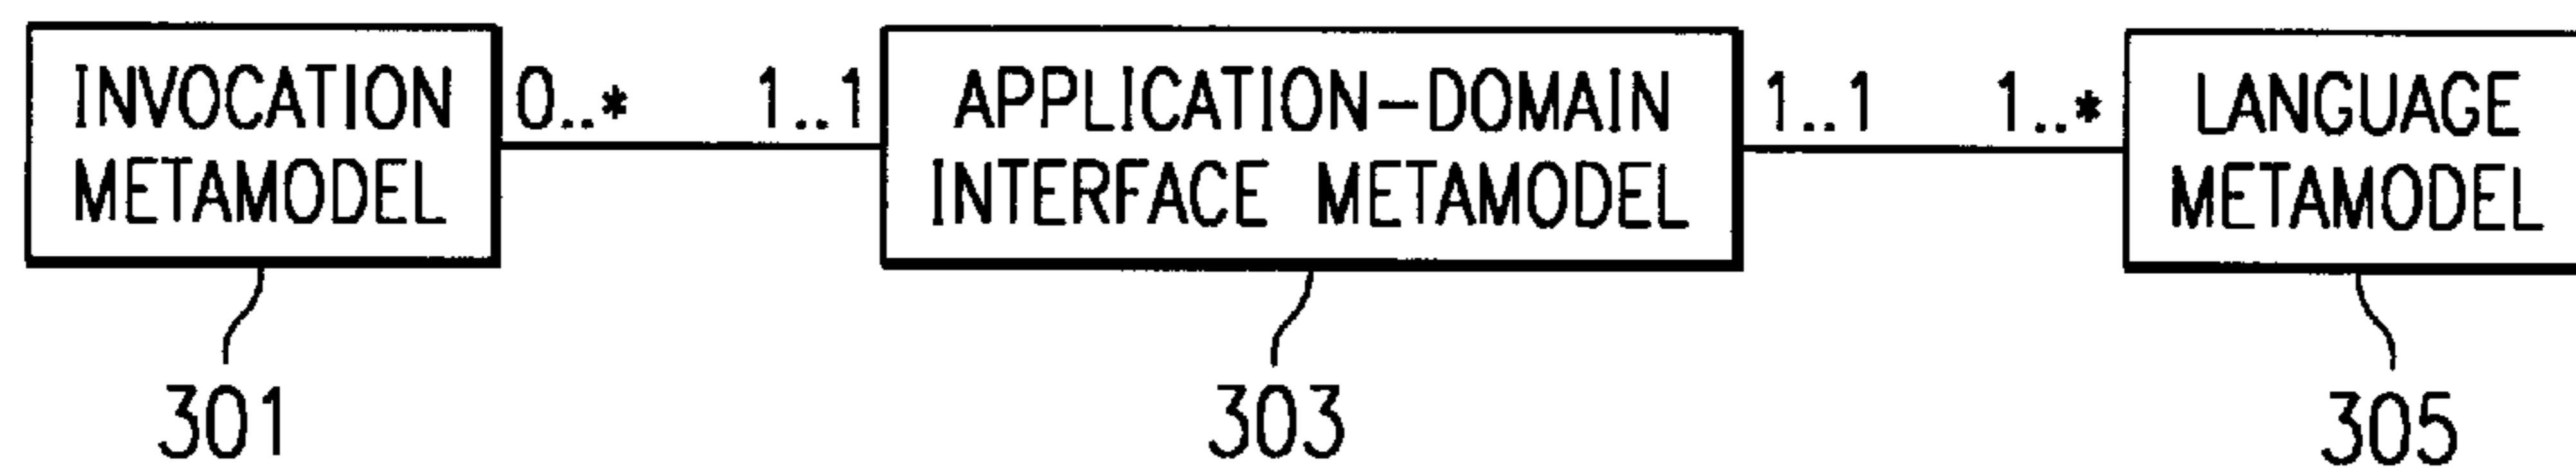 INVOCATION
METAMODEL
0..* 1..1
APPLICATION-DOMAIN
INTERFACE METAMODEL
1..1 1..*
LANGUAGE
METAMODEL
301
303
305